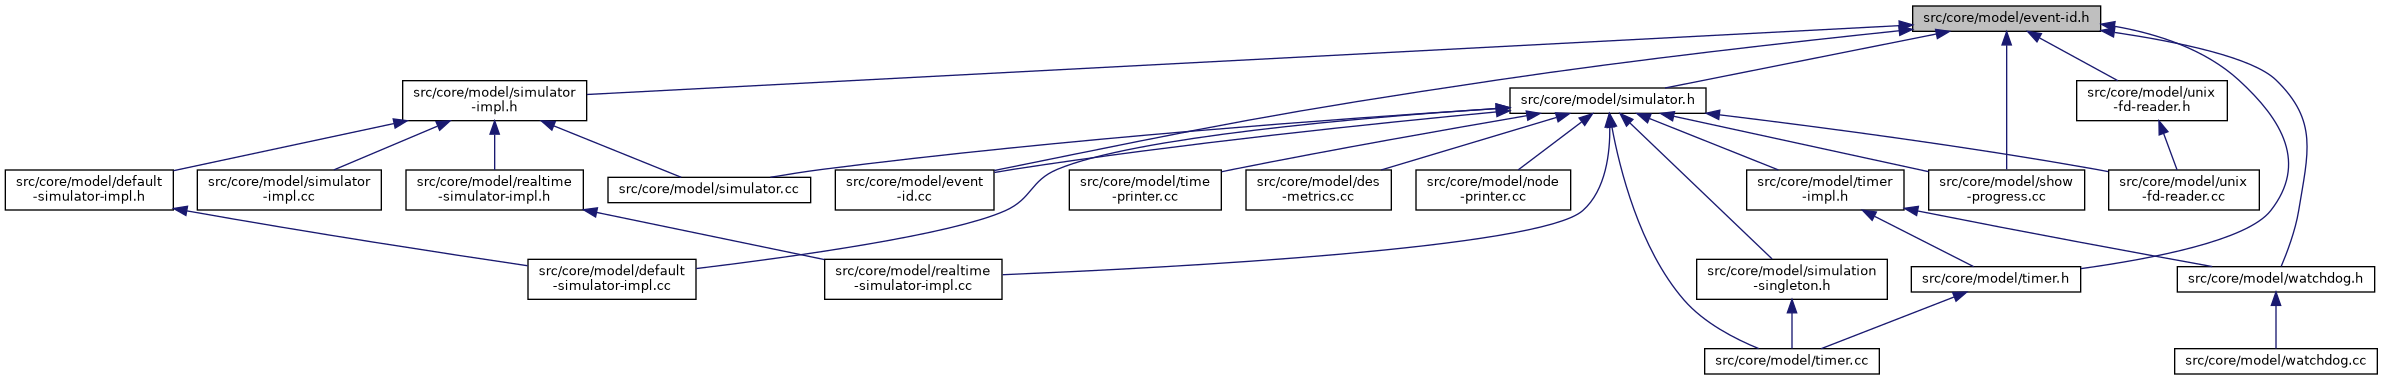 src/core/model/event-id.h
src/core/model/simulator
-impl.h
src/core/model/simulator.h
src/core/model/unix
-fd-reader.h
src/core/model/default
-simulator-impl.h
src/core/model/simulator
-impl.cc
src/core/model/realtime
-simulator-impl.h
src/core/model/simulator.cc
src/core/model/event
-id.cc
src/core/model/time
-printer.cc
src/core/model/des
-metrics.cc
src/core/model/node
-printer.cc
src/core/model/timer
-impl.h
src/core/model/show
-progress.cc
src/core/model/unix
-fd-reader.cc
src/core/model/default
-simulator-impl.cc
src/core/model/realtime
-simulator-impl.cc
src/core/model/simulation
-singleton.h
src/core/model/timer.h
src/core/model/watchdog.h
src/core/model/timer.cc
src/core/model/watchdog.cc